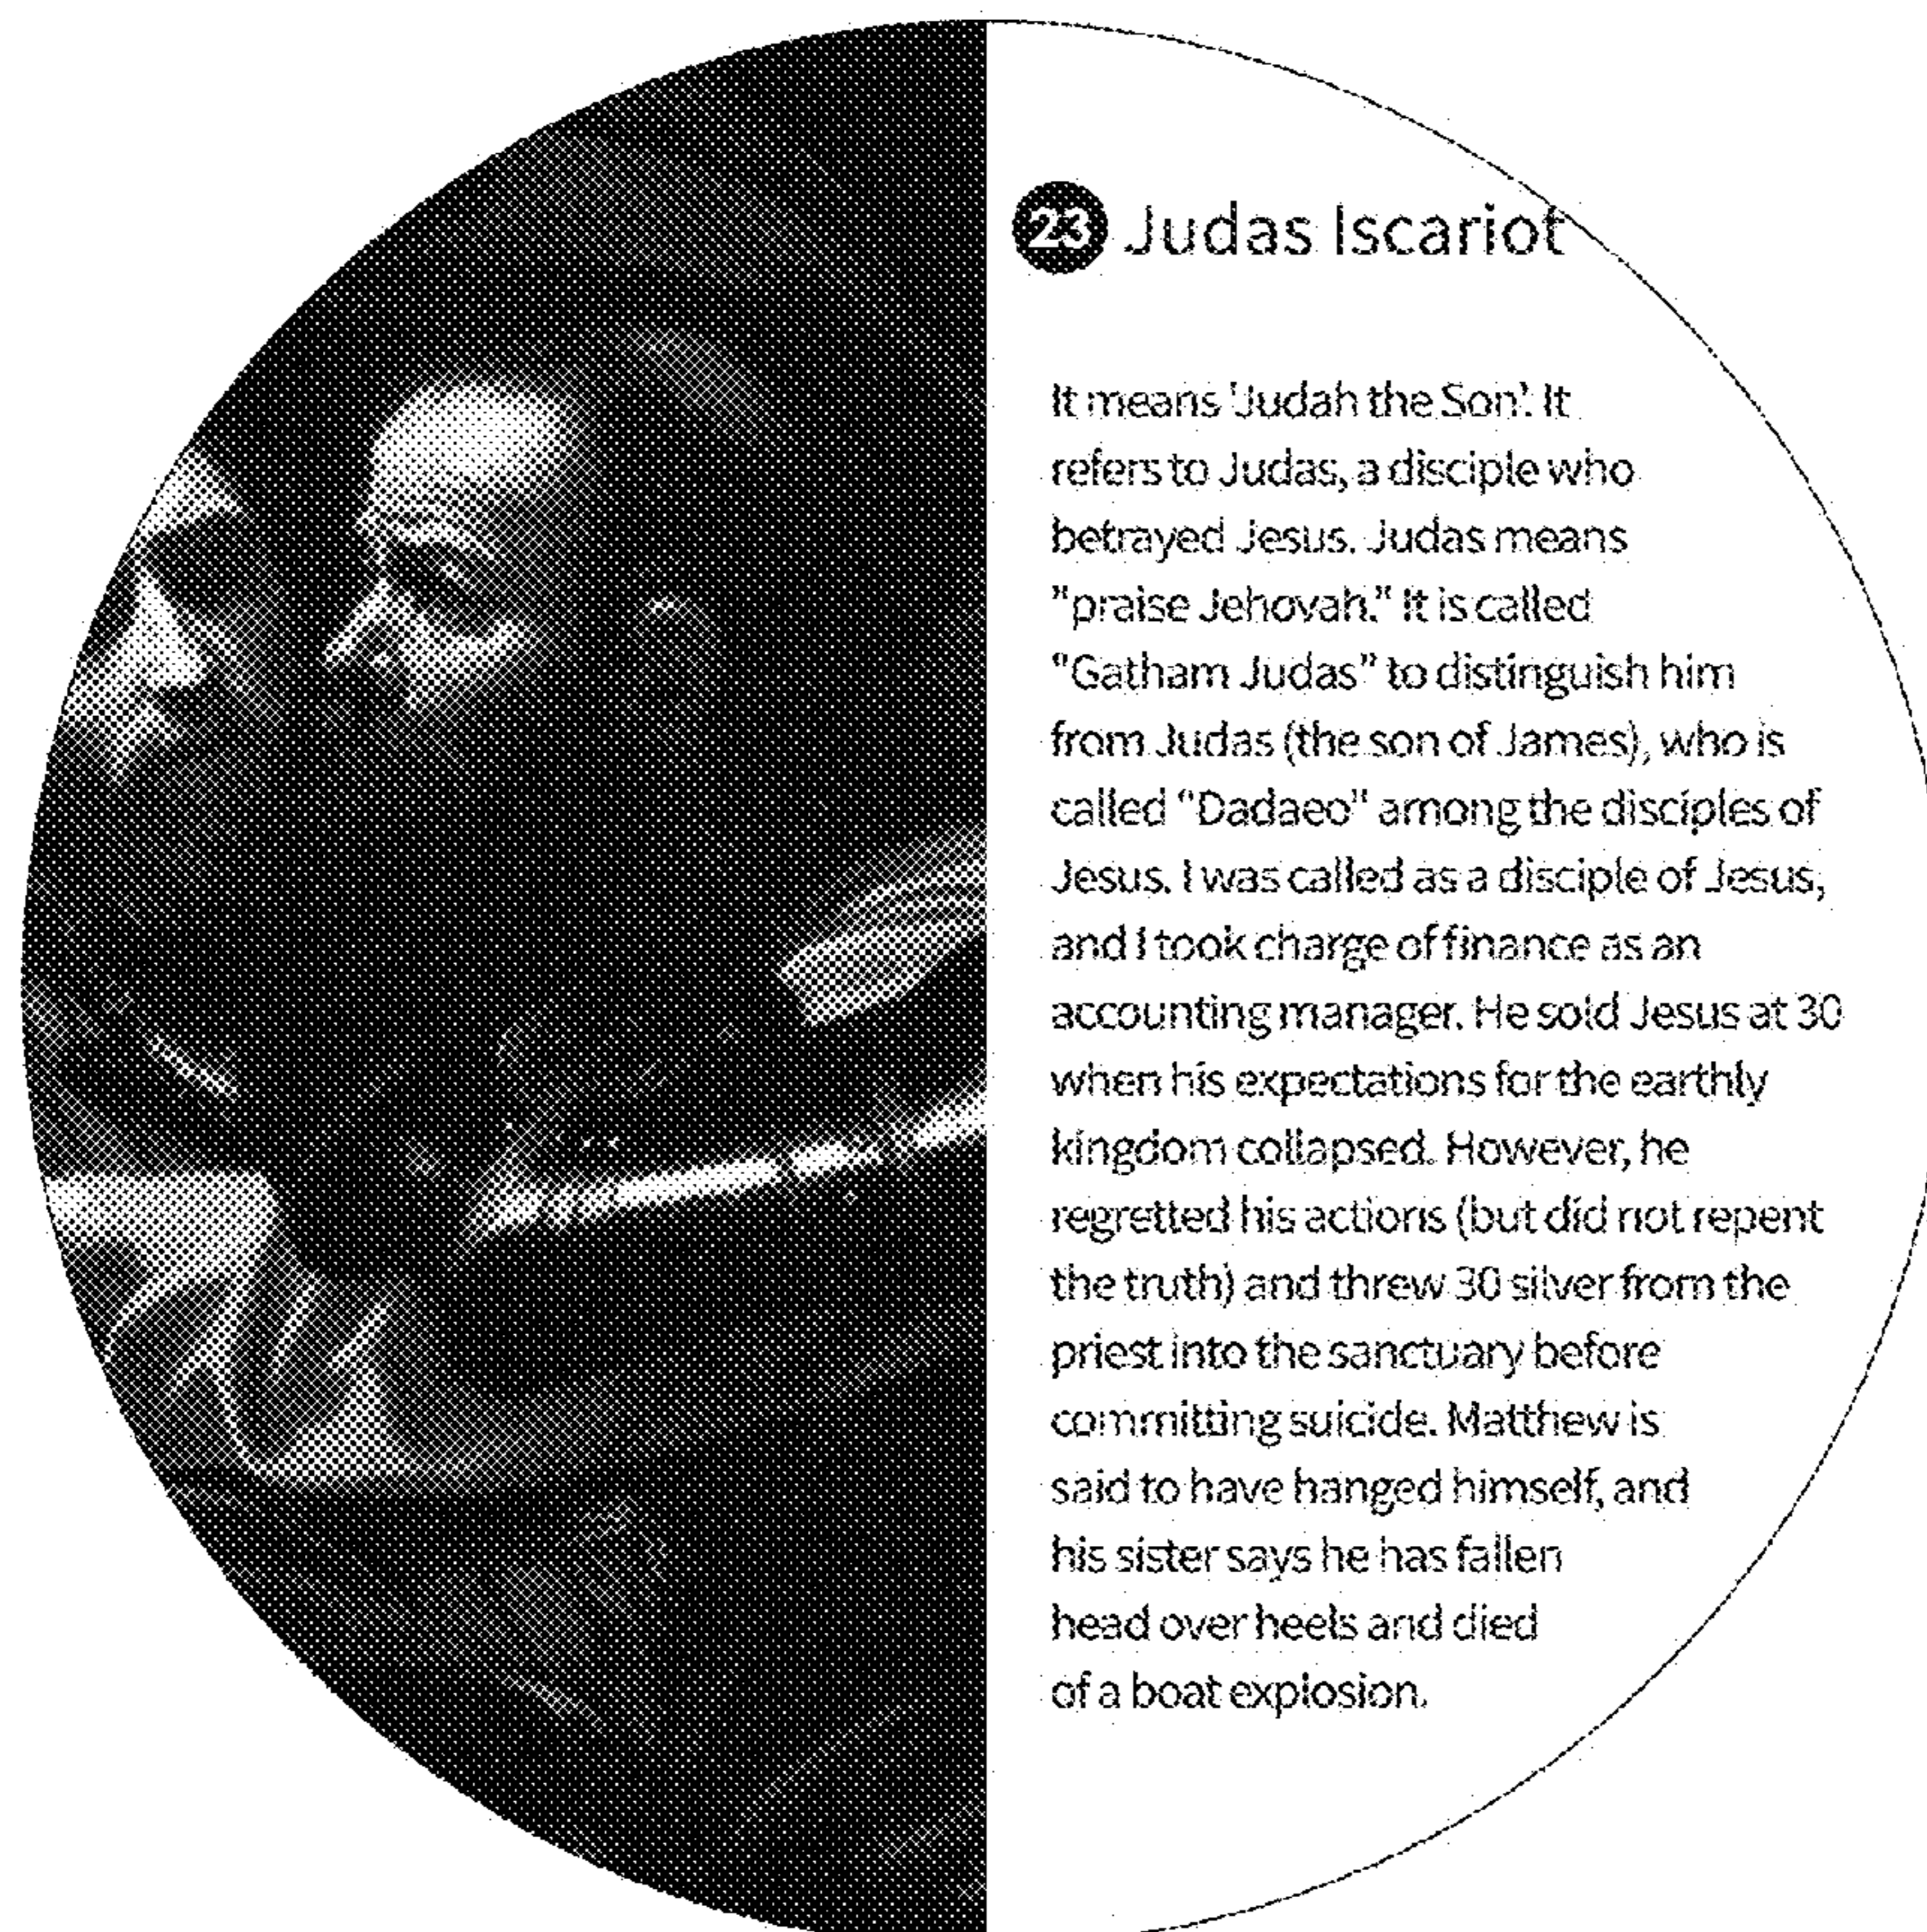 23 Judas Iscariot
It means 'Judah the Son'. It
refers to Judas, a disciple who
betrayed Jesus. Judas means
"praise Jehovah." It is called
"Gatham Judas" to distinguish him
from Judas (the son of James), who is
called "Dadaeo" among the disciples of
Jesus. I was called as a disciple of Jesus,
and I took charge of finance as an
accounting manager. He sold Jesus at 30
when his expectations for the earthly
kingdom collapsed. However, he
regretted his actions (but did not repent
the truth) and threw 30 silver from the
priest into the sanctuary before
committing suicide. Matthew is
said to have hanged himself, and
his sister says he has fallen
head over heels and died
of a boat explosion.